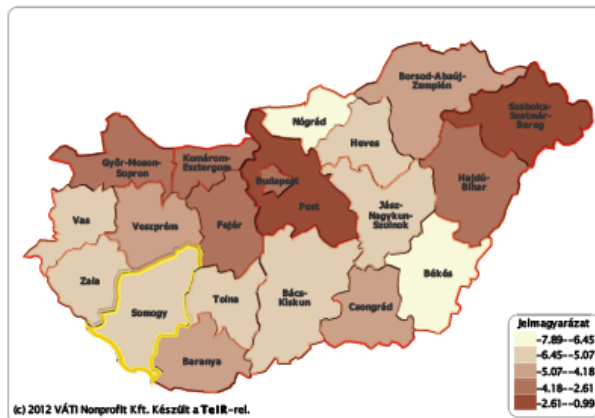 Borsod-Abaúj-
Zemplén
Szabolcs-
Szatmár-
Bereg
Nógrád
Heves
Győr-Moson-
Sopron
Komárom-
Esztergom
Budapest
Pest
Hajdú-
Bihar
Vas
Veszprém
Fejér
Jász-
Nagykun-
Szolnok
Zala
Somogy
Tolna
Bács-
Kiskun
Csongrád
Békés
Baranya
Jelmagyarázat
-7.89--6.45
-6.45--5.07
-5.07--4.18
-4.18--2.61
-2.61--0.99
(c) 2012 VÁTI Nonprofit Kft. Készült a TeIR-rel.